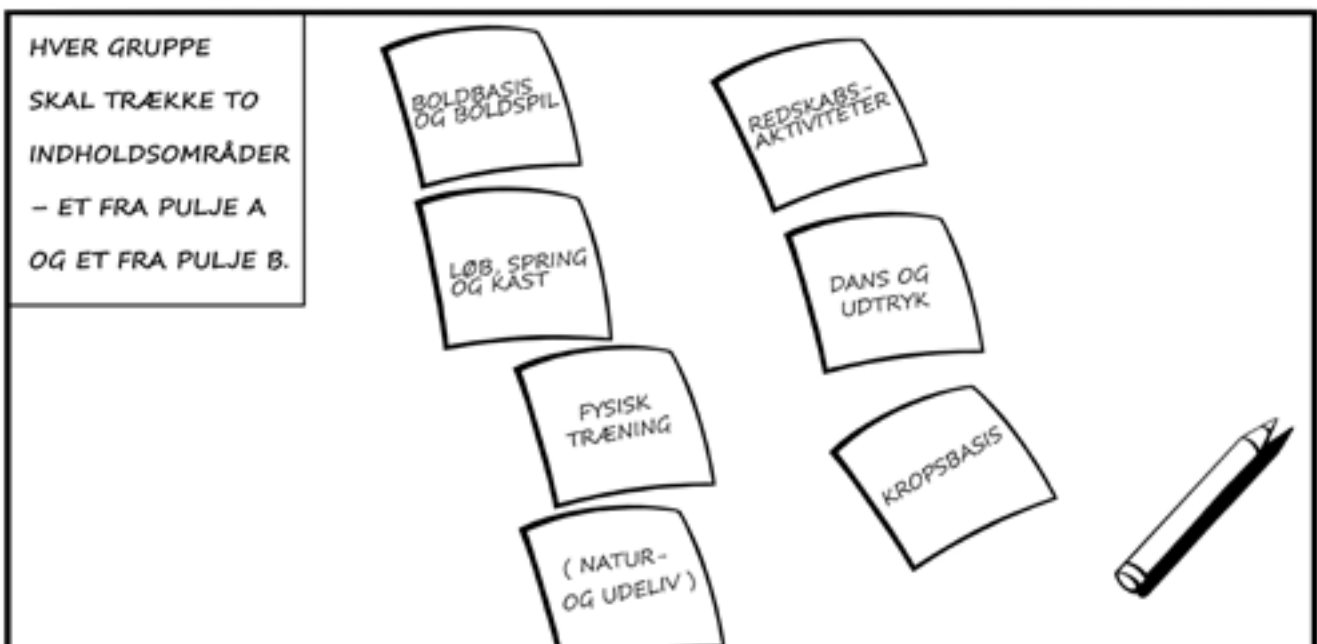 HVER GRUPPE
SKAL TRÆKKE TO
INDHOLDSOMRÅDER
– ET FRA PULJE A
OG ET FRA PULJE B.
BOLDBASIS
OG BOLDSPIL
LØB, SPRING
OG KAST
FYSISK
TRÆNING
( NATUR-
OG UDELIV )
REDSKABS-
AKTIVITETER
DANS OG
UDTRYK
KROPSBASIS